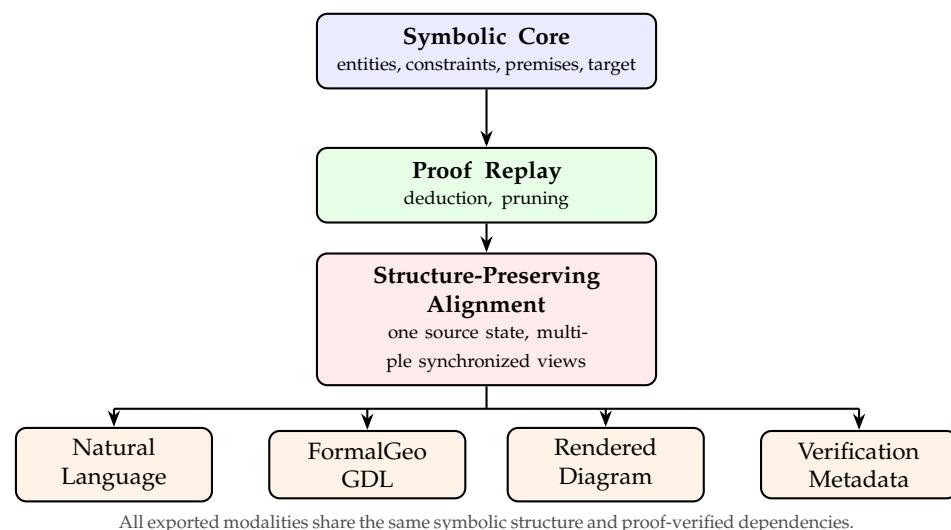 Symbolic Core
entities, constraints, premises, target
Proof Replay
deduction, pruning
Structure-Preserving
Alignment
one source state, multi-
ple synchronized views
Natural
Language
FormalGeo
GDL
Rendered
Diagram
Verification
Metadata
All exported modalities share the same symbolic structure and proof-verified dependencies.